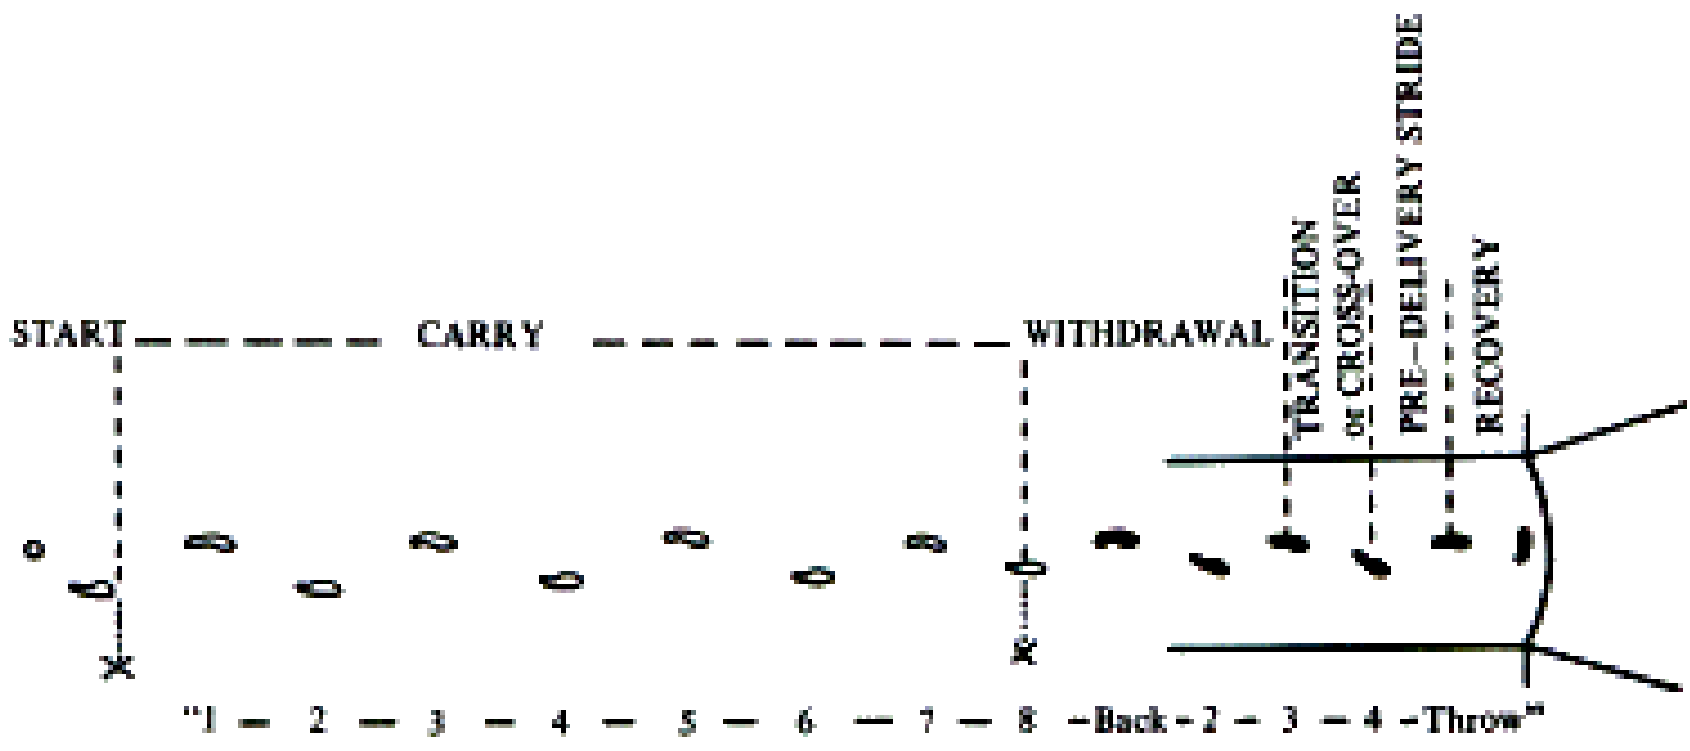 START
CARRY
WITHDRAWAL
TRANSITION
or CROSS-OVER
PRE-DELIVERY STRIDE
RECOVERY
x
x
"1 — 2 — 3 — 4 — 5 — 6 — 7 — 8 – Back - 2 – 3 – 4 – Throw"